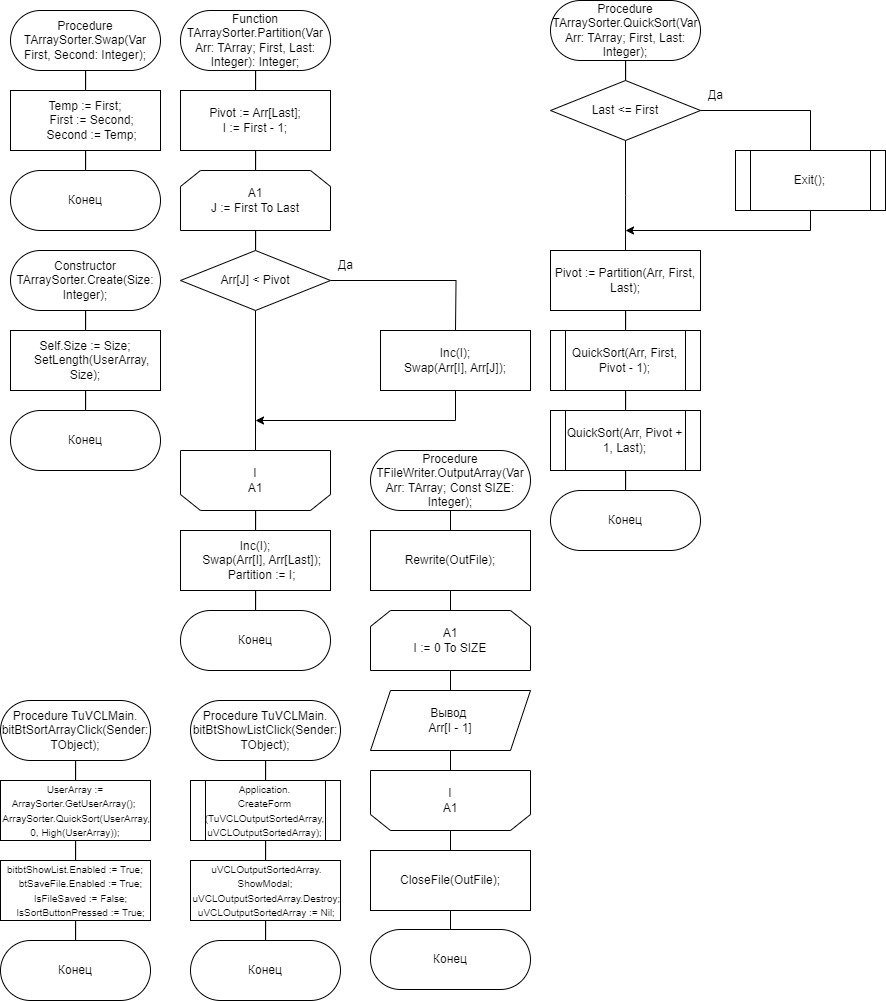 Procedure
TArraySorter.Swap(Var
First, Second: Integer);
Temp := First;
First := Second;
Second := Temp;
Конец
Constructor
TArraySorter.Create(Size:
Integer);
Self.Size := Size;
SetLength(UserArray,
Size);
Конец
Function
TArraySorter.Partition(Var
Arr: TArray; First, Last:
Integer): Integer;
Pivot := Arr[Last];
I := First - 1;
A1
J := First To Last
Arr[J] < Pivot
Да
Inc(I);
Swap(Arr[I], Arr[J]);
I
A1
Inc(I);
Swap(Arr[I], Arr[Last]);
Partition := I;
Конец
Procedure
TArraySorter.QuickSort(Var
Arr: TArray; First, Last:
Integer);
Last <= First
Да
Exit();
Pivot := Partition(Arr, First,
Last);
QuickSort(Arr, First,
Pivot - 1);
QuickSort(Arr, Pivot +
1, Last);
Конец
Procedure
TFileWriter.OutputArray(Var
Arr: TArray; Const SIZE:
Integer);
Rewrite(OutFile);
A1
I := 0 To SIZE
Вывод
Arr[I - 1]
I
A1
CloseFile(OutFile);
Конец
Procedure TuVCLMain.
bitBtSortArrayClick(Sender:
TObject);
UserArray :=
ArraySorter.GetUserArray();
ArraySorter.QuickSort(UserArray,
0, High(UserArray));
bitbtShowList.Enabled := True;
btSaveFile.Enabled := True;
IsFileSaved := False;
IsSortButtonPressed := True;
Конец
Procedure TuVCLMain.
bitBtShowListClick(Sender:
TObject);
Application.
CreateForm
(TuVCLOutputSortedArray,
uVCLOutputSortedArray);
uVCLOutputSortedArray.
ShowModal;
uVCLOutputSortedArray.Destroy;
uVCLOutputSortedArray := Nil;
Конец